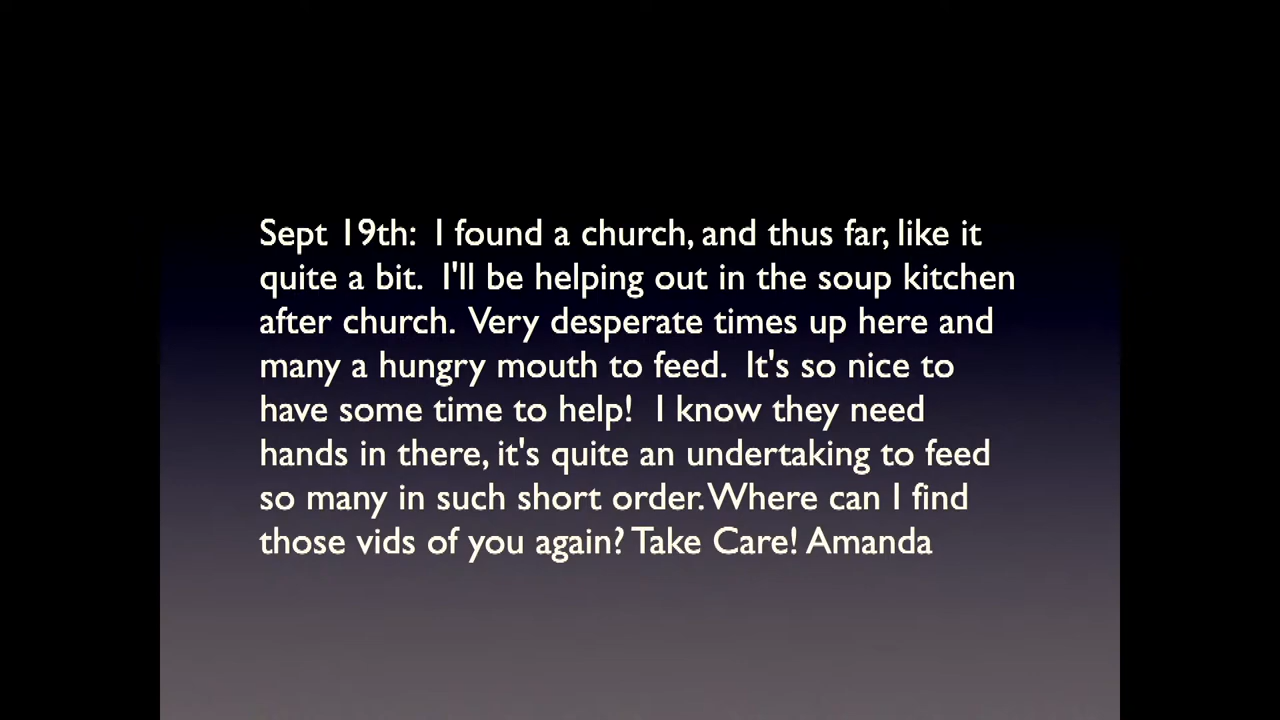 Sept 19th:  I found a church, and thus far, like it
quite a bit.  I'll be helping out in the soup kitchen
after church.  Very desperate times up here and
many a hungry mouth to feed.  It's so nice to
have some time to help!  I know they need
hands in there, it's quite an undertaking to feed
so many in such short order. Where can I find
those vids of you again? Take Care! Amanda